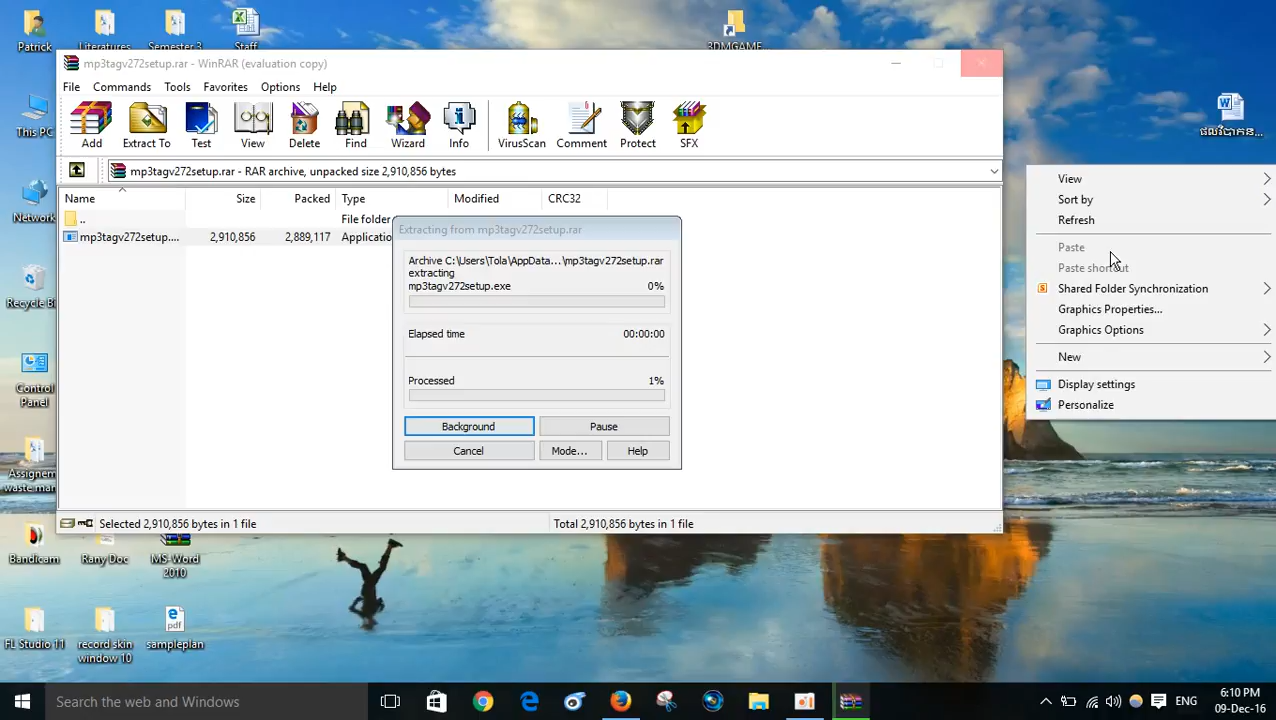 Patrick
Literatures
Semester 3
Staff
3DMGAME
mp3tagv272setup.rar - WinRAR (evaluation copy)
File Commands Tools Favorites Options Help
Add Extract To Test View Delete Find Wizard Info VirusScan Comment Protect SFX
mp3tagv272setup.rar - RAR archive, unpacked size 2,910,856 bytes
Name Size Packed Type Modified CRC32
.. File folder
mp3tagv272setup.... 2,910,856 2,889,117 Applicatio
Extracting from mp3tagv272setup.rar
Archive C:\Users\Tola\AppData...\mp3tagv272setup.rar
extracting
mp3tagv272setup.exe 0%
Elapsed time 00:00:00
Processed 1%
Background Pause
Cancel Mode... Help
Selected 2,910,856 bytes in 1 file Total 2,910,856 bytes in 1 file
This PC
Network
Recycle Bi
Control
Panel
Assignem
waste mar
Bandicam
Rany Doc
MS-Word
2010
FL Studio 11
record skin
window 10
sampleplan
View
Sort by
Refresh
Paste
Paste shortcut
Shared Folder Synchronization
Graphics Properties...
Graphics Options
New
Display settings
Personalize
Search the web and Windows
ENG
6:10 PM
09-Dec-16